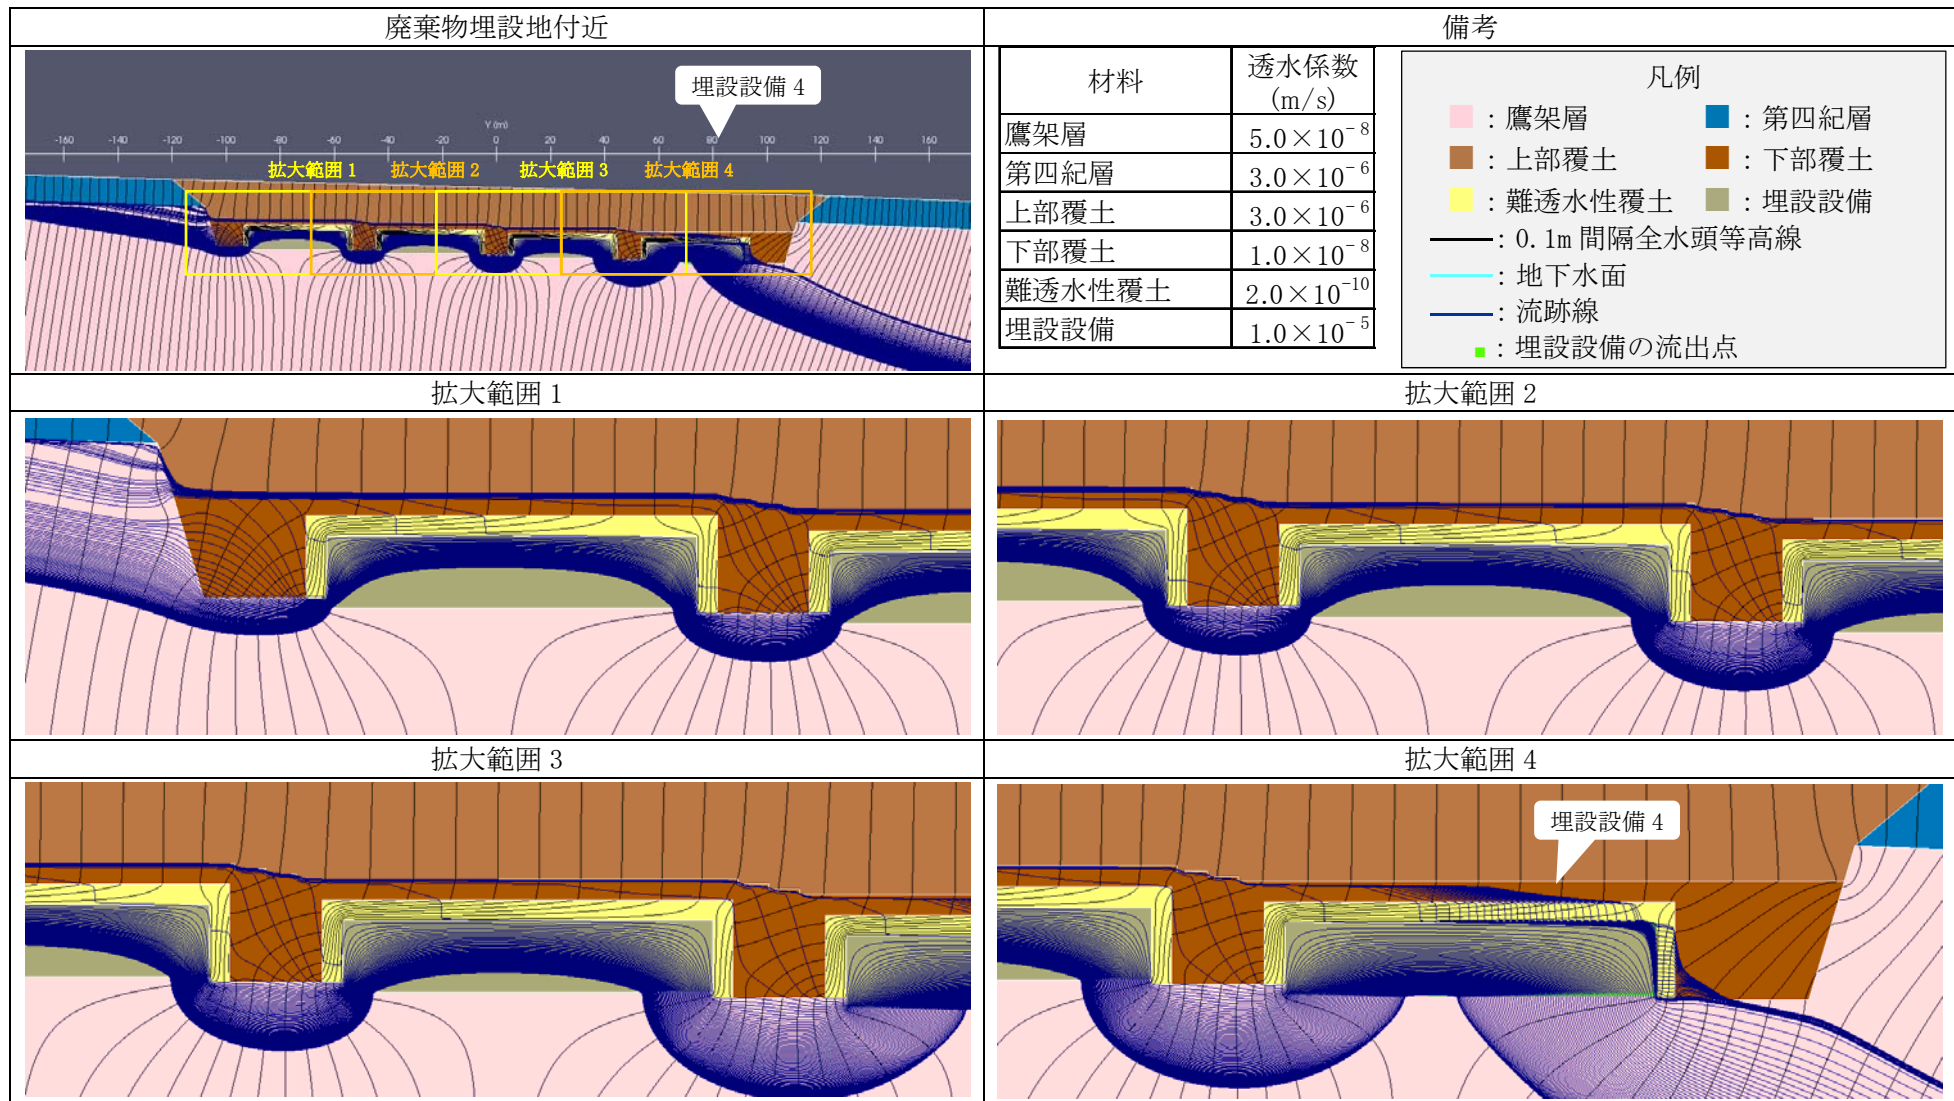 廃棄物埋設地付近
備考
埋設設備 4
Y (m)
-160 -140 -120 -100 -80 -60 -40 -20 0 20 40 60 80 100 120 140 160
拡大範囲 1 拡大範囲 2 拡大範囲 3 拡大範囲 4
材料 透水係数
(m/s)
鷹架層 5.0×10⁻⁸
第四紀層 3.0×10⁻⁶
上部覆土 3.0×10⁻⁶
下部覆土 1.0×10⁻⁸
難透水性覆土 2.0×10⁻¹⁰
埋設設備 1.0×10⁻⁵
凡例
：鷹架層 ：第四紀層
：上部覆土 ：下部覆土
：難透水性覆土 ：埋設設備
：0.1m 間隔全水頭等高線
：地下水面
：流跡線
：埋設設備の流出点
拡大範囲 1
拡大範囲 2
拡大範囲 3
拡大範囲 4
埋設設備 4